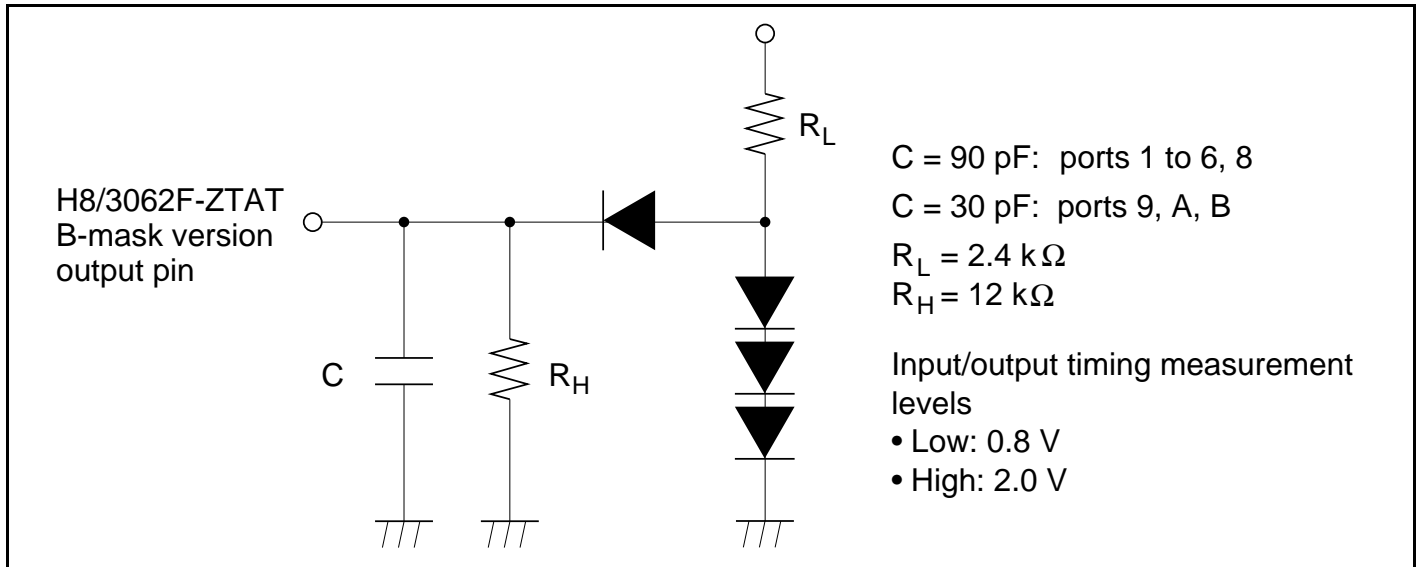 H8/3062F-ZTAT
B-mask version
output pin
C
R_H
R_L
C = 90 pF: ports 1 to 6, 8
C = 30 pF: ports 9, A, B
R_L = 2.4 kΩ
R_H = 12 kΩ
Input/output timing measurement
levels
• Low: 0.8 V
• High: 2.0 V